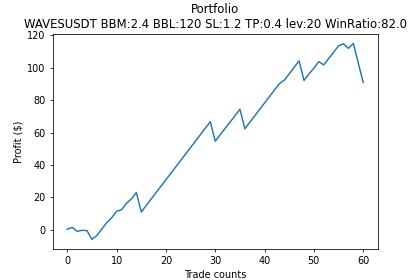 Portfolio
WAVESUSDT BBM:2.4 BBL:120 SL:1.2 TP:0.4 lev:20 WinRatio:82.0
120
100
80
60
40
20
0
Profit ($)
0 10 20 30 40 50 60
Trade counts